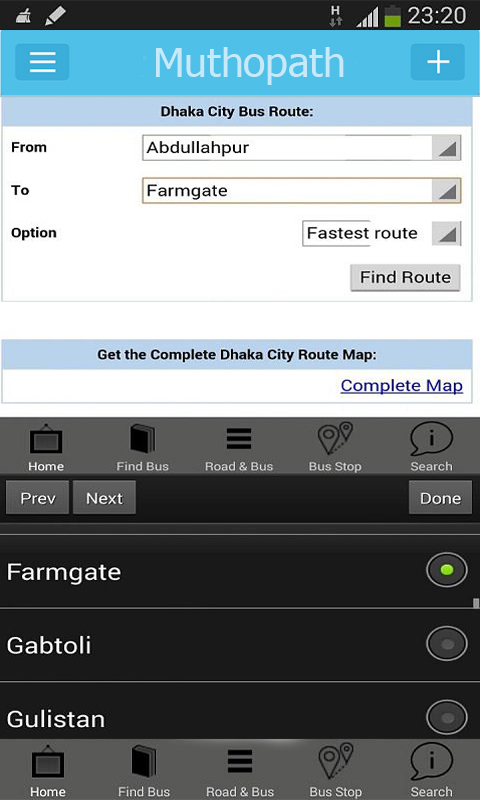 H 23:20
Muthopath
Dhaka City Bus Route:
From Abdullahpur
To Farmgate
Option Fastest route
Find Route
Get the Complete Dhaka City Route Map:
Complete Map
Home Find Bus Road & Bus Bus Stop Search
Prev Next Done
Farmgate
Gabtoli
Gulistan
Home Find Bus Road & Bus Bus Stop Search